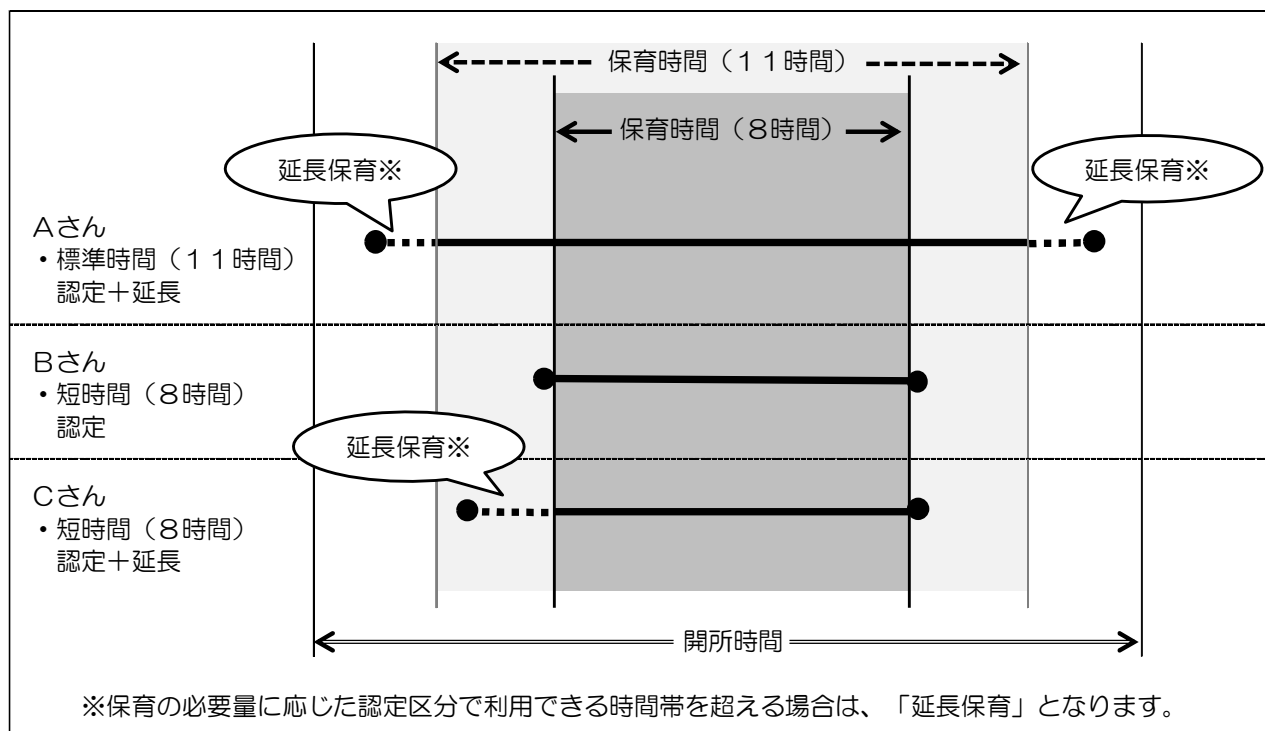 保育時間（１１時間）
保育時間（８時間）
延長保育※
延長保育※
Ａさん
・標準時間（１１時間）
認定＋延長
Ｂさん
・短時間（８時間）
認定
延長保育※
Ｃさん
・短時間（８時間）
認定＋延長
開所時間
※保育の必要量に応じた認定区分で利用できる時間帯を超える場合は、「延長保育」となります。